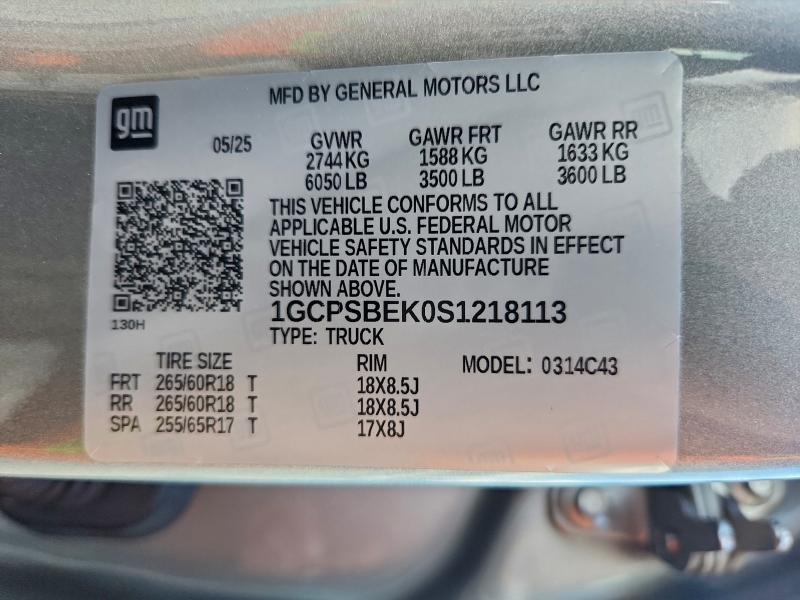 MFD BY GENERAL MOTORS LLC
gm
05/25
GVWR GAWR FRT GAWR RR
2744 KG 1588 KG 1633 KG
6050 LB 3500 LB 3600 LB
THIS VEHICLE CONFORMS TO ALL
APPLICABLE U.S. FEDERAL MOTOR
VEHICLE SAFETY STANDARDS IN EFFECT
ON THE DATE OF MANUFACTURE
SHOWN ABOVE.
1GCPSBEK0S1218113
130H
TYPE: TRUCK
TIRE SIZE RIM MODEL: 0314C43
FRT 265/60R18 T 18X8.5J
RR 265/60R18 T 18X8.5J
SPA 255/65R17 T 17X8J